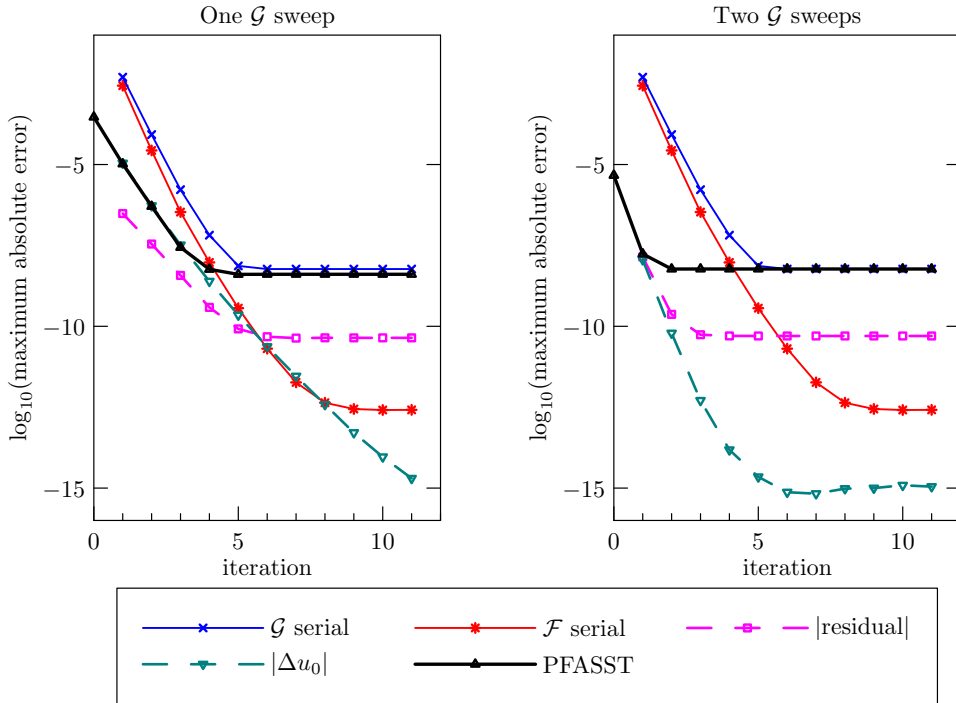 One 𝒢 sweep
Two 𝒢 sweeps
log₁₀(maximum absolute error)
−5
−10
−15
0
5
10
iteration
log₁₀(maximum absolute error)
−5
−10
−15
0
5
10
iteration
𝒢 serial
ℱ serial
|residual|
|Δu₀|
PFASST